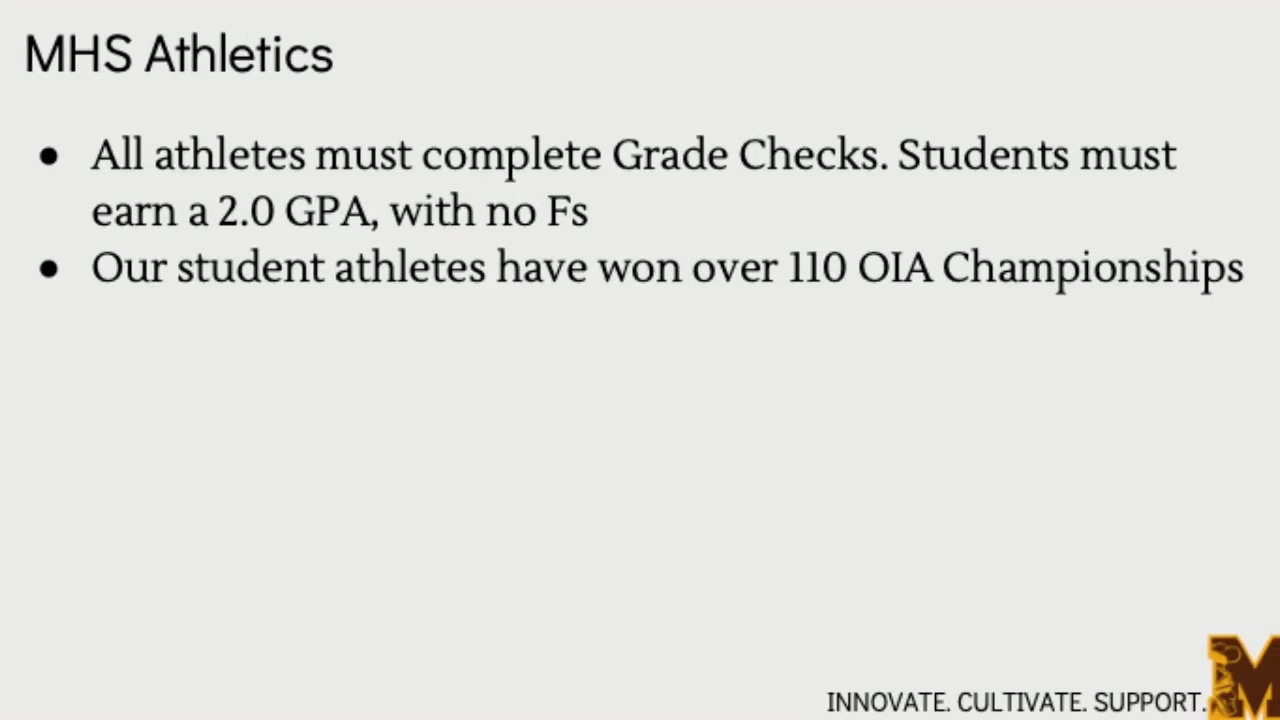 MHS Athletics
● All athletes must complete Grade Checks. Students must
earn a 2.0 GPA, with no Fs
● Our student athletes have won over 110 OIA Championships
INNOVATE. CULTIVATE. SUPPORT.
M